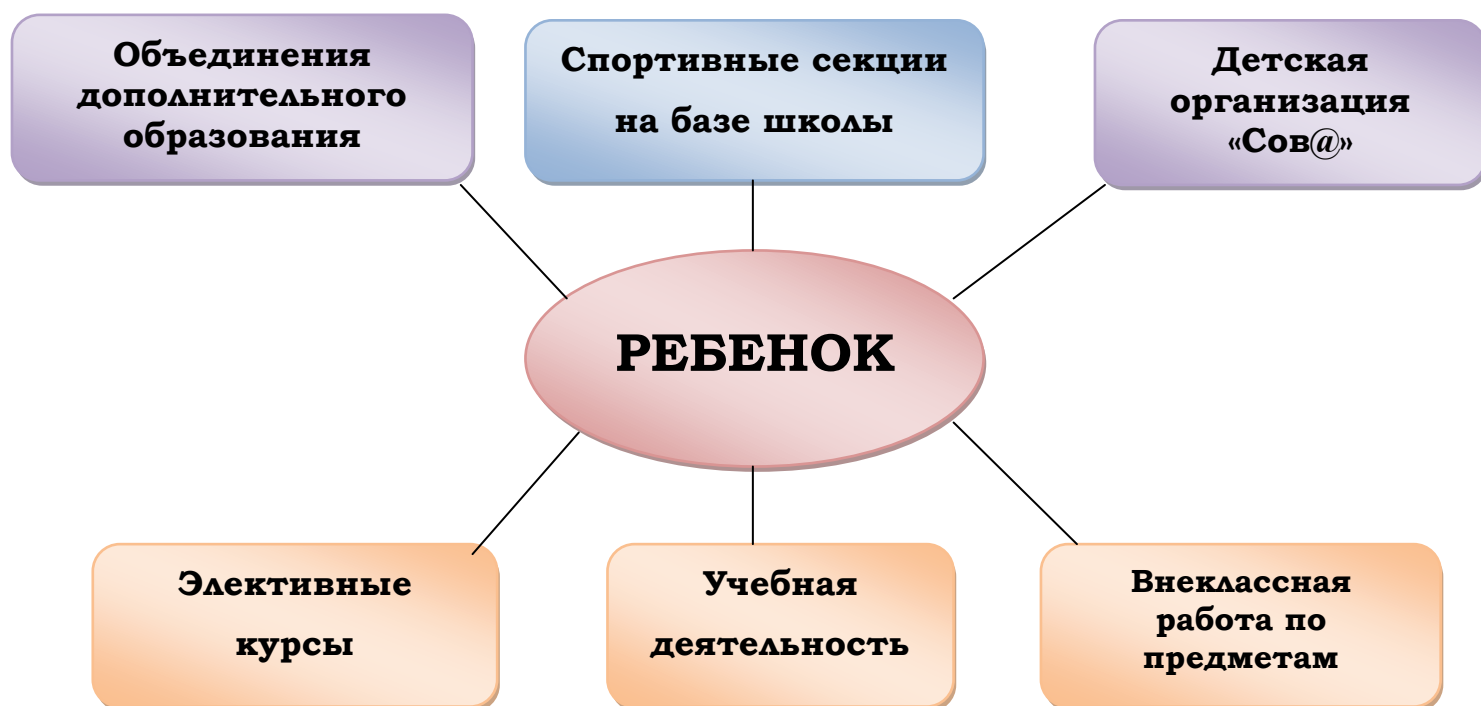 Объединения
дополнительного
образования
Спортивные секции
на базе школы
Детская
организация
«Сов@»
РЕБЕНОК
Элективные
курсы
Учебная
деятельность
Внеклассная
работа по
предметам